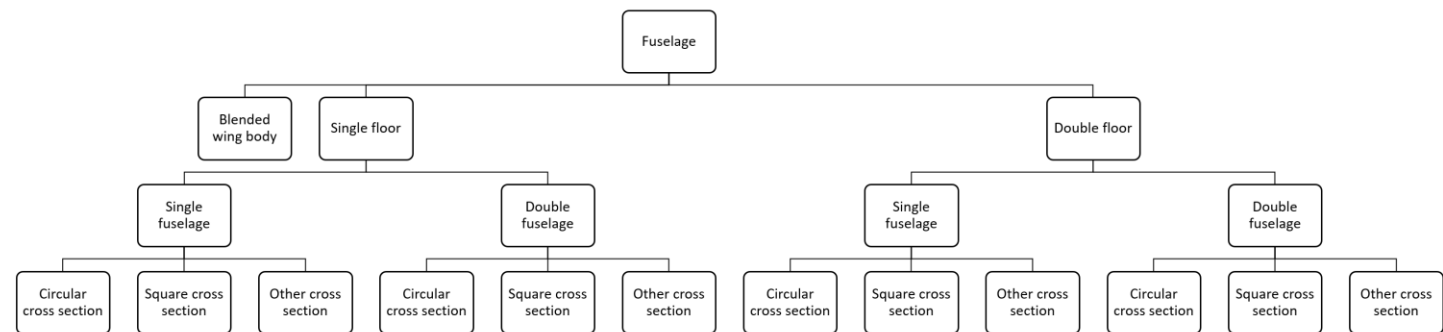 Fuselage
Blended
wing body
Single floor
Double floor
Single
fuselage
Double
fuselage
Single
fuselage
Double
fuselage
Circular
cross section
Square cross
section
Other cross
section
Circular
cross section
Square cross
section
Other cross
section
Circular
cross section
Square cross
section
Other cross
section
Circular
cross section
Square cross
section
Other cross
section